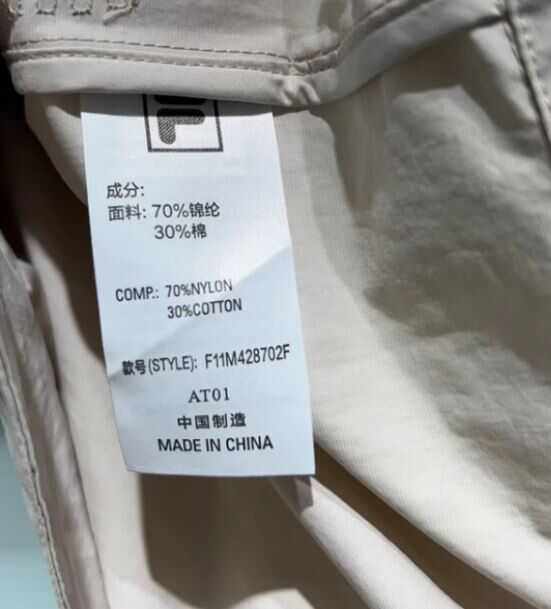 成分:
面料: 70%锦纶
30%棉
COMP.: 70%NYLON
30%COTTON
款号(STYLE): F11M428702F
AT01
中国制造
MADE IN CHINA